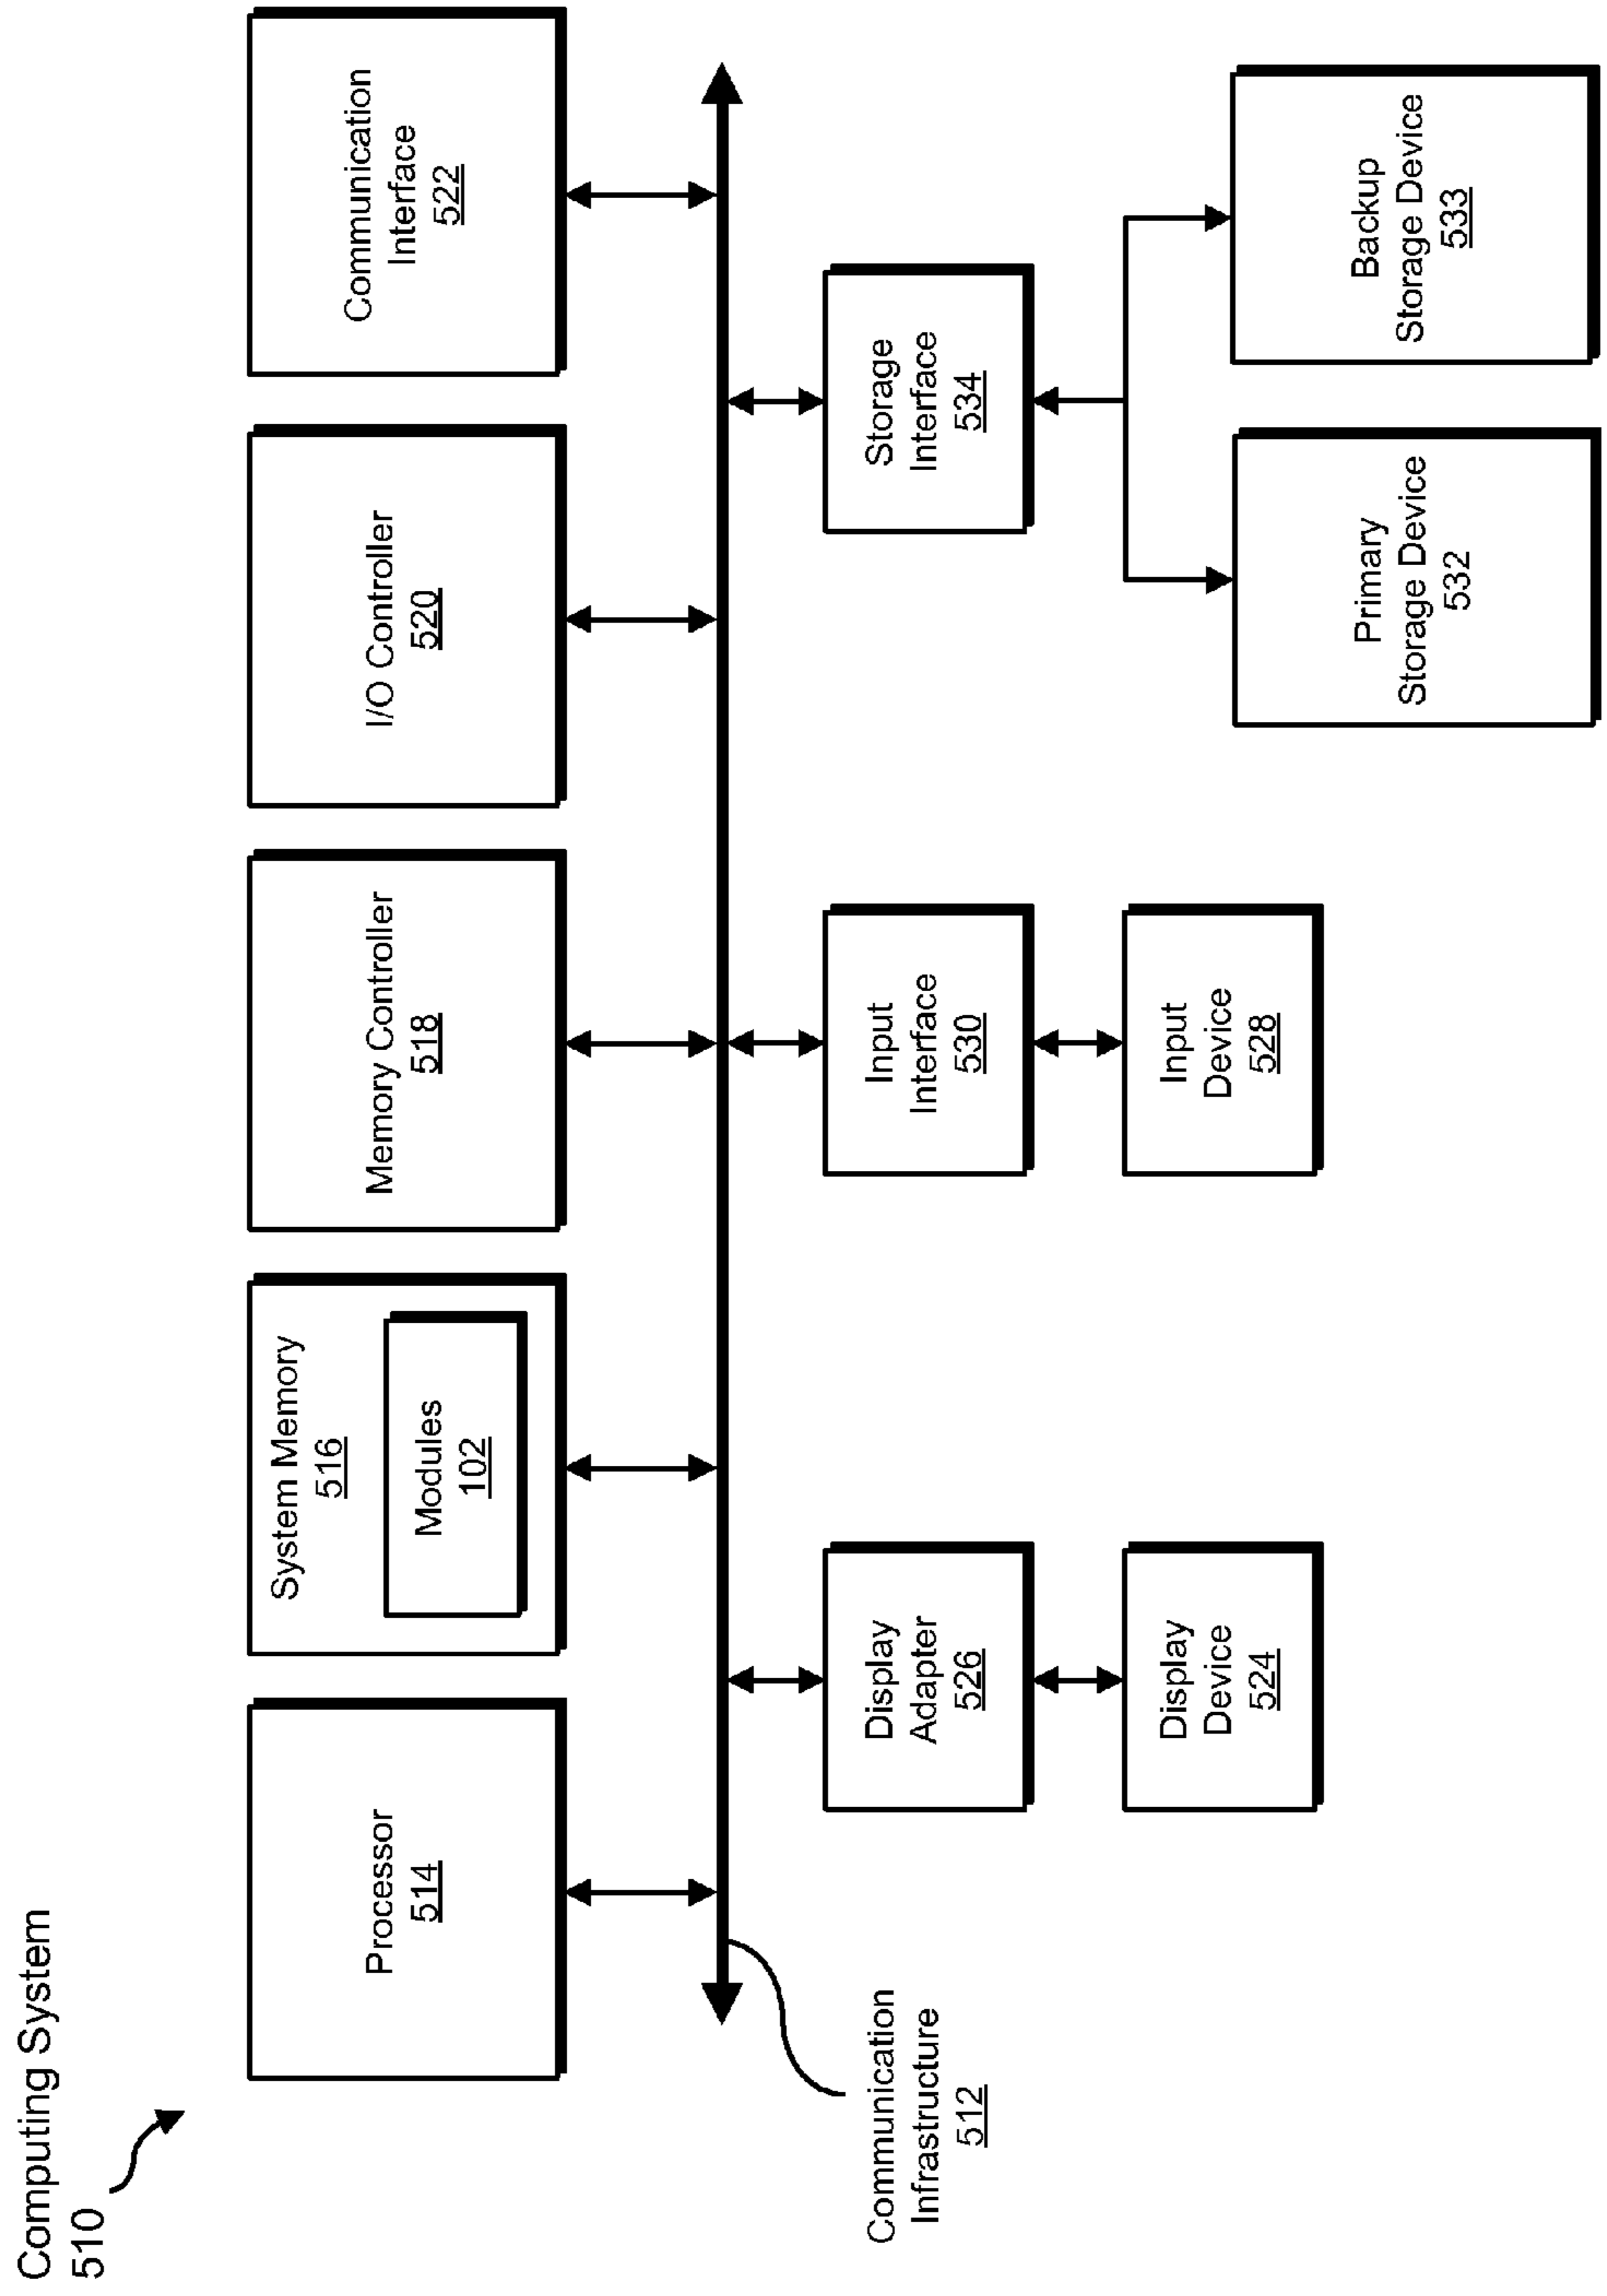 Computing System
510
Processor
514
System Memory
516
Modules
102
Memory Controller
518
I/O Controller
520
Communication
Interface
522
Communication
Infrastructure
512
Display
Adapter
526
Input
Interface
530
Storage
Interface
534
Display
Device
524
Input
Device
528
Primary
Storage Device
532
Backup
Storage Device
533